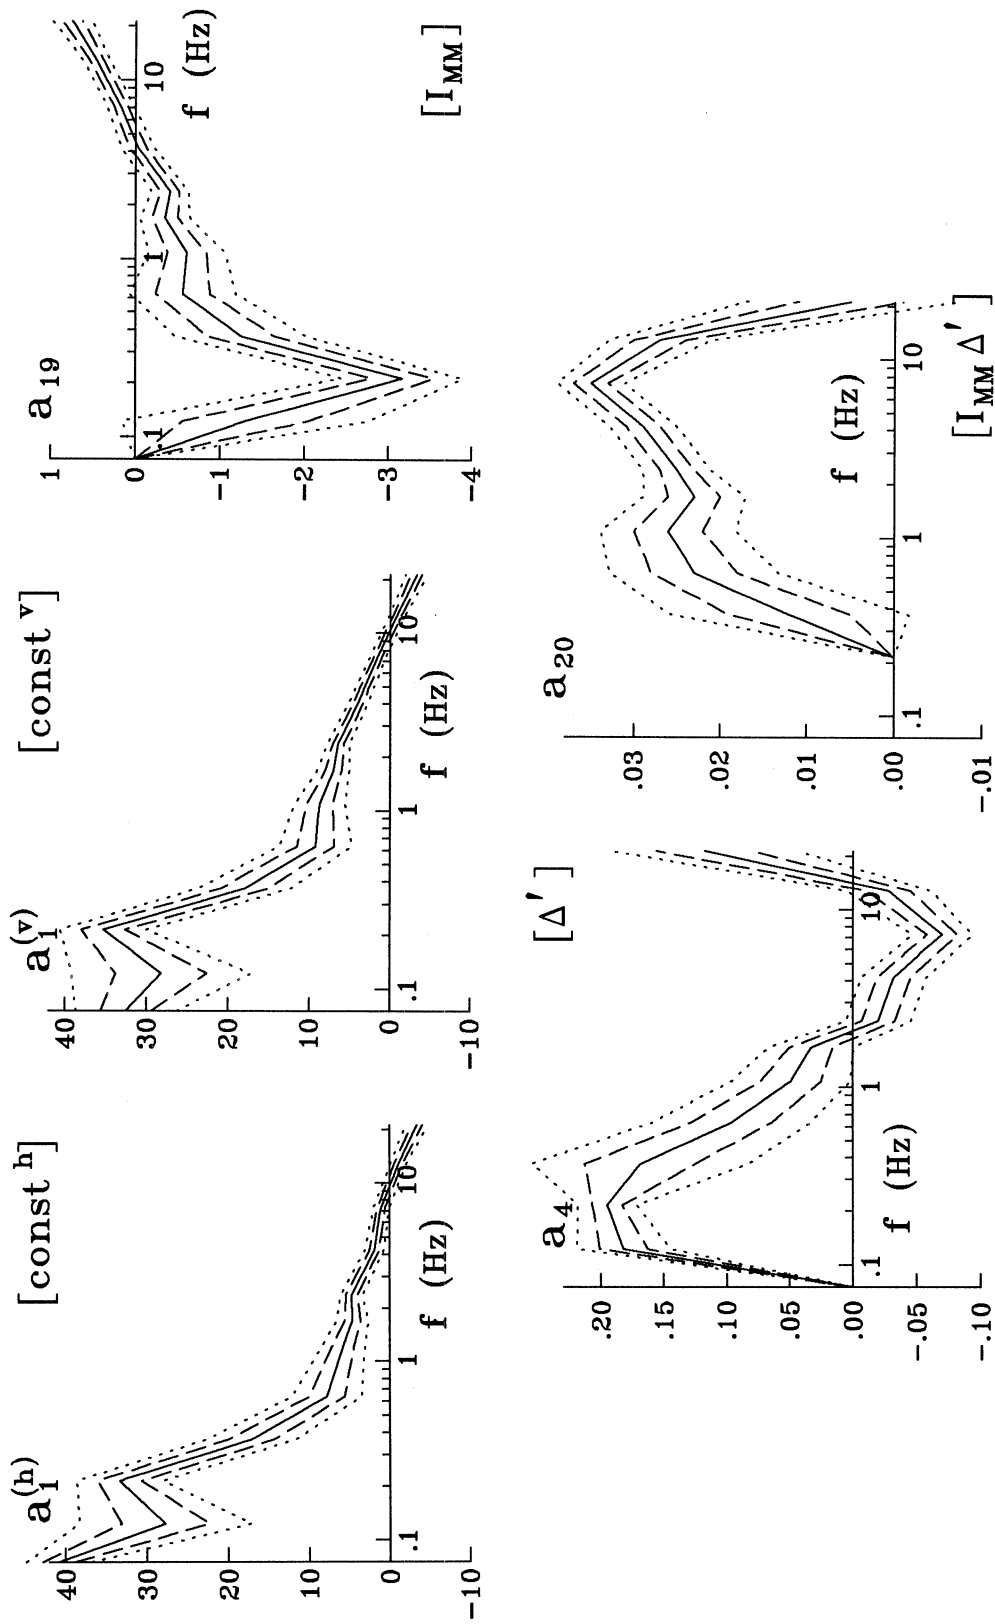 a₁⁽ʰ⁾ [const ʰ]
40
30
20
10
0
-10
.1 1 10
f (Hz)
a₁⁽ᵛ⁾ [const ᵛ]
40
30
20
10
0
-10
.1 1 10
f (Hz)
a₁₉
1
0
-1
-2
-3
-4
.1 1 10
f (Hz)
[I_MM]
a₄ [Δ′]
.20
.15
.10
.05
.00
-.05
-.10
.1 1 10
f (Hz)
a₂₀
.03
.02
.01
.00
-.01
.1 1 10
f (Hz)
[I_MM Δ′]